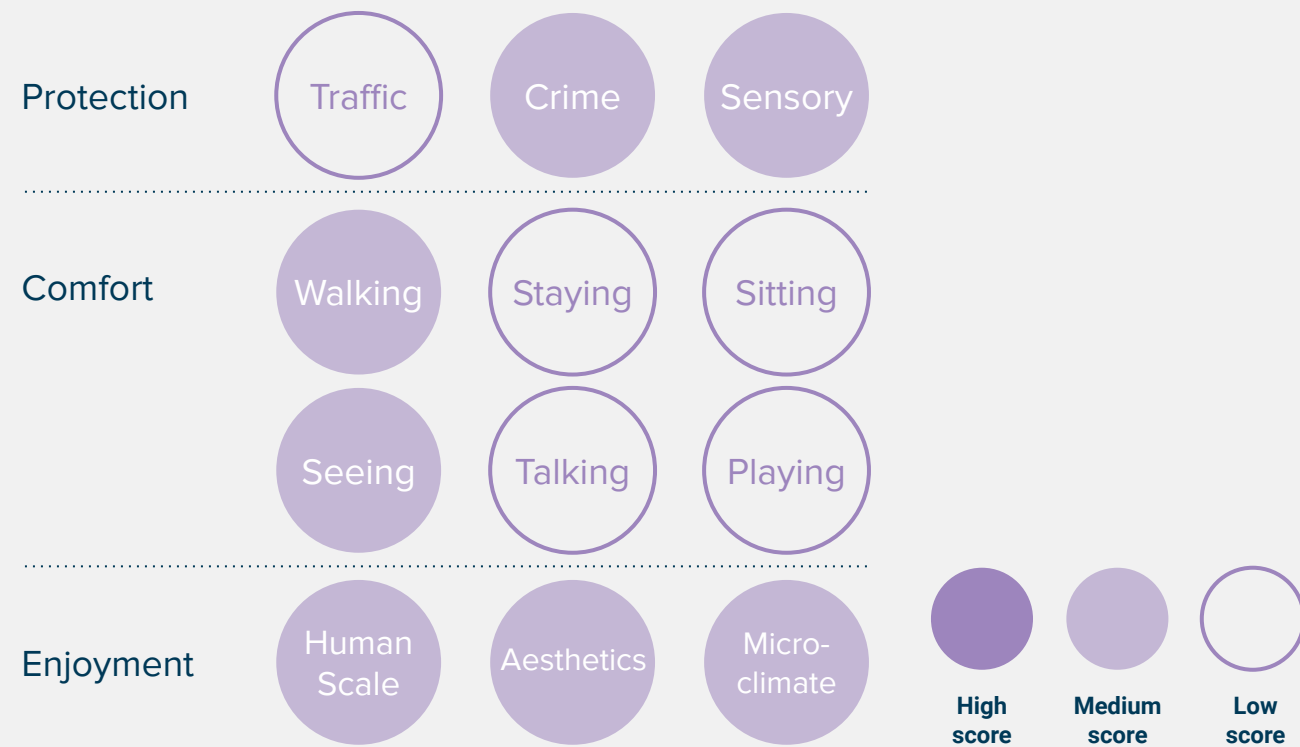 Protection
Traffic
Crime
Sensory
Comfort
Walking
Staying
Sitting
Seeing
Talking
Playing
Enjoyment
Human
Scale
Aesthetics
Micro-
climate
High
score
Medium
score
Low
score